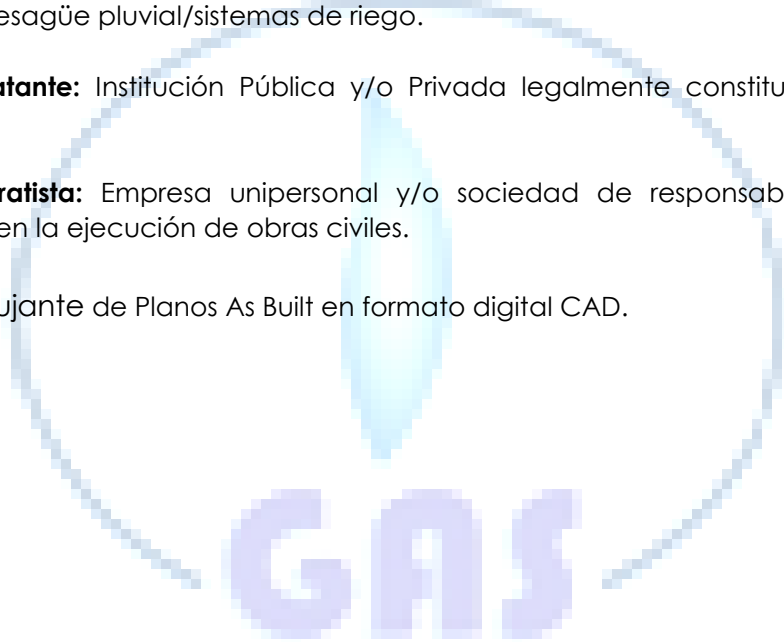 esagüe pluvial/sistemas de riego.
atante: Institución Pública y/o Privada legalmente constitu
ratista: Empresa unipersonal y/o sociedad de responsab
en la ejecución de obras civiles.
ujante de Planos As Built en formato digital CAD.
GAS